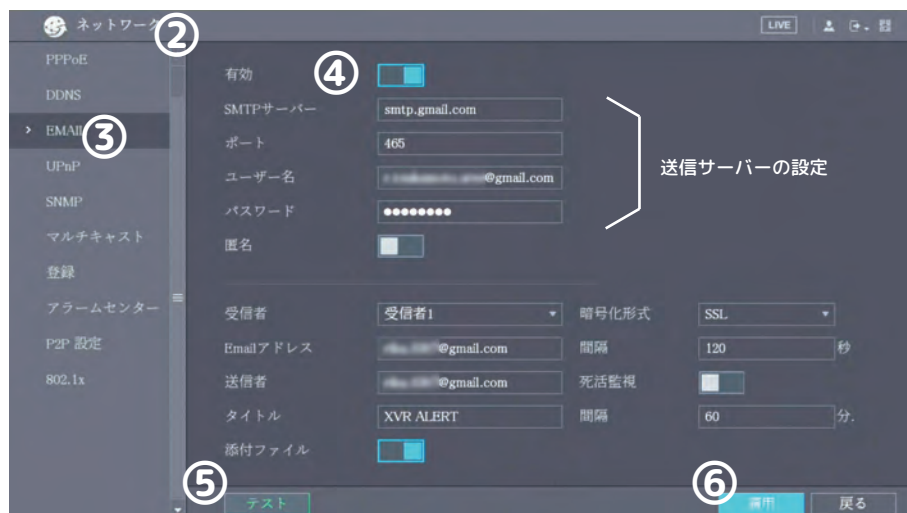 ネットワーク ② LIVE
PPPoE
DDNS
EMAIL ③
UPnP
SNMP
マルチキャスト
登録
アラームセンター
P2P 設定
802.1x
有効 ④
SMTPサーバー smtp.gmail.com
ポート 465
ユーザー名 @gmail.com
パスワード ●●●●●●●●
匿名
送信サーバーの設定
受信者 受信者1 暗号化形式 SSL
Emailアドレス @gmail.com 間隔 120 秒
送信者 @gmail.com 死活監視
タイトル XVR ALERT 間隔 60 分.
添付ファイル
⑤ テスト ⑥ 適用 戻る